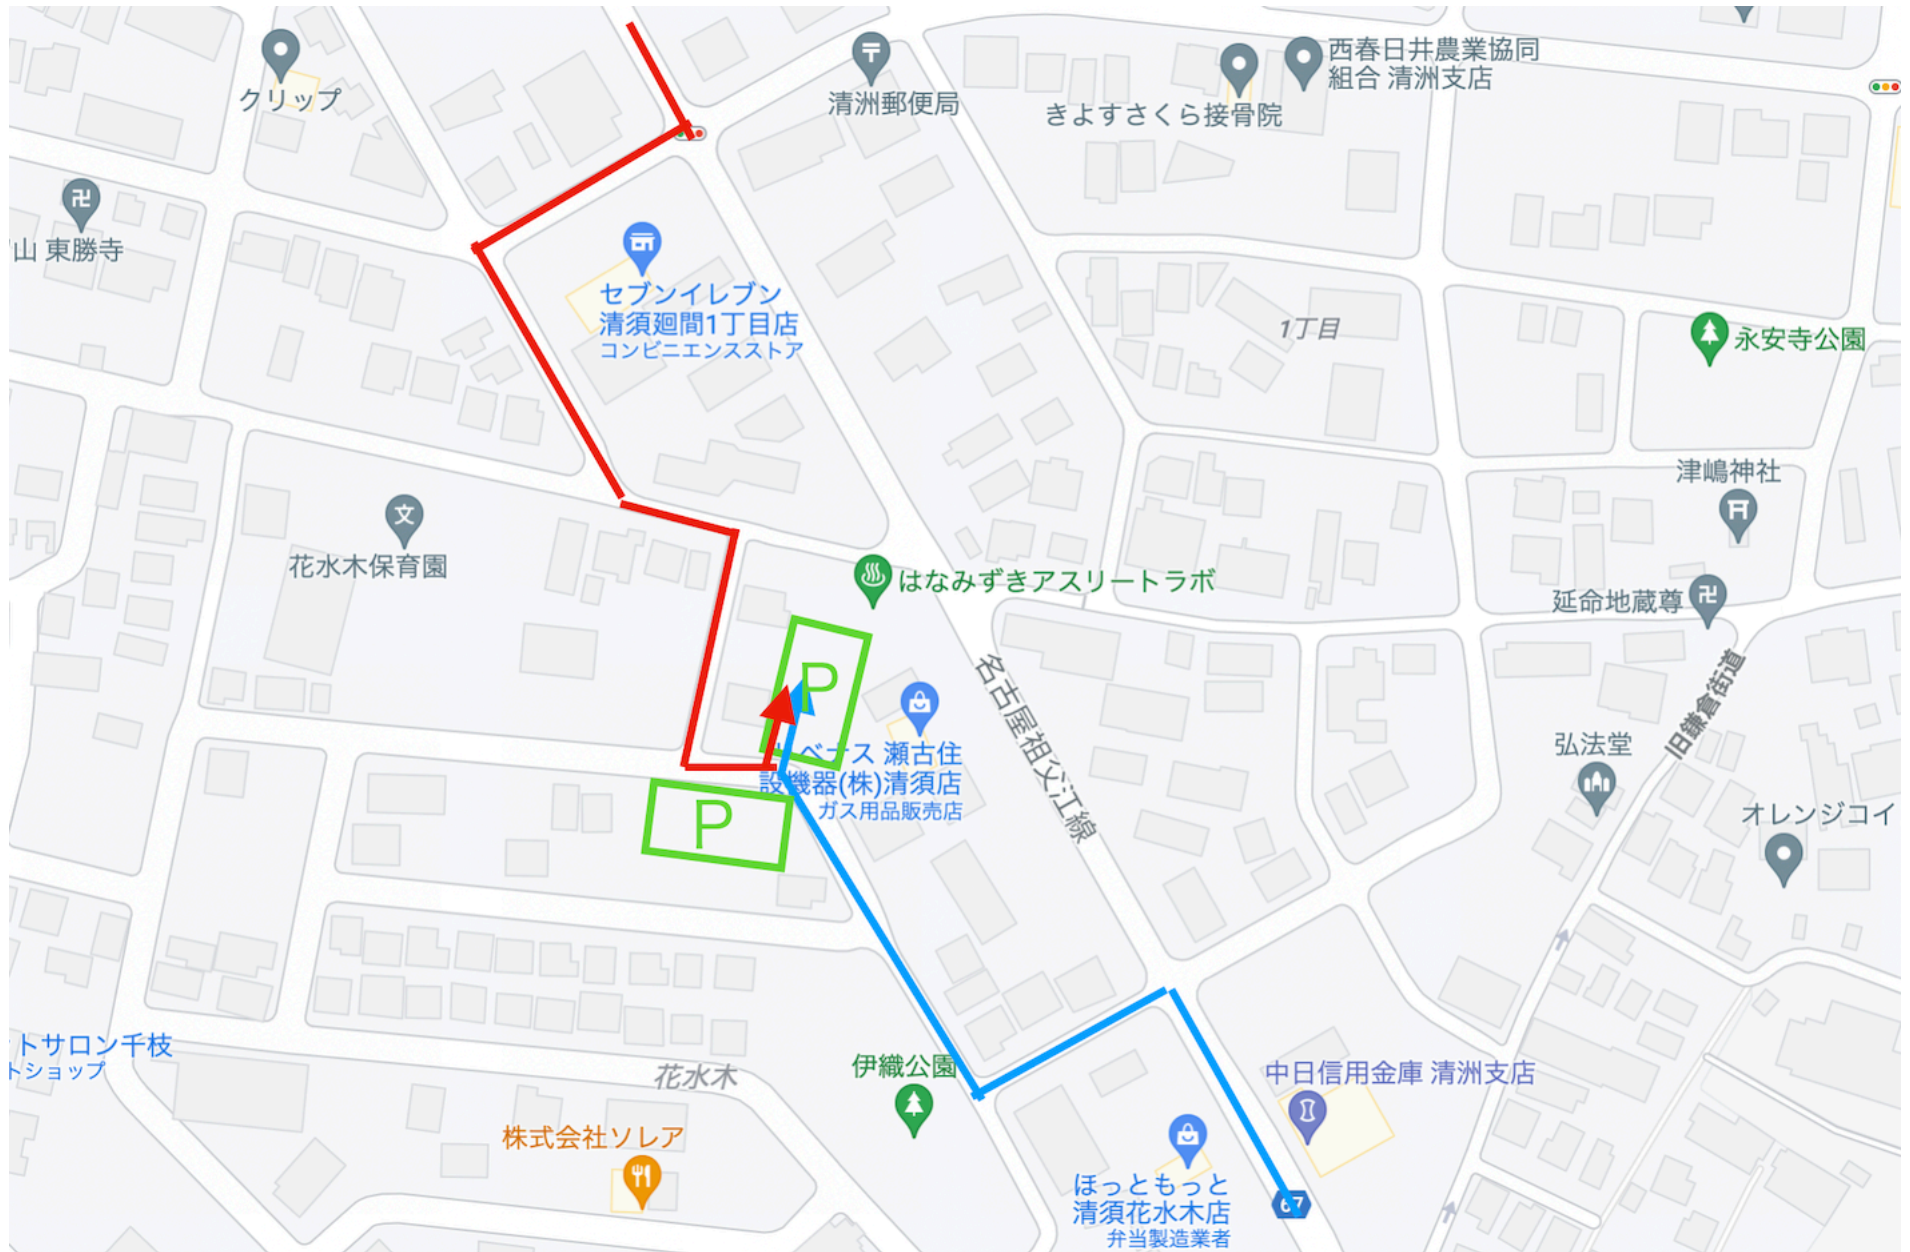 西春日井農業協同
組合 清洲支店
クリップ
清洲郵便局
きよすさくら接骨院
山 東勝寺
セブンイレブン
清須廻間1丁目店
コンビニエンスストア
1丁目
永安寺公園
津嶋神社
花水木保育園
はなみずきアスリートラボ
延命地蔵尊
P
名古屋祖父江線
旧鎌倉街道
ベナス 瀬古住
設機器(株)清須店
ガス用品販売店
弘法堂
P
オレンジコイ
トサロン千枝
トショップ
花水木
伊織公園
中日信用金庫 清洲支店
株式会社ソレア
ほっともっと
清須花水木店
弁当製造業者
67